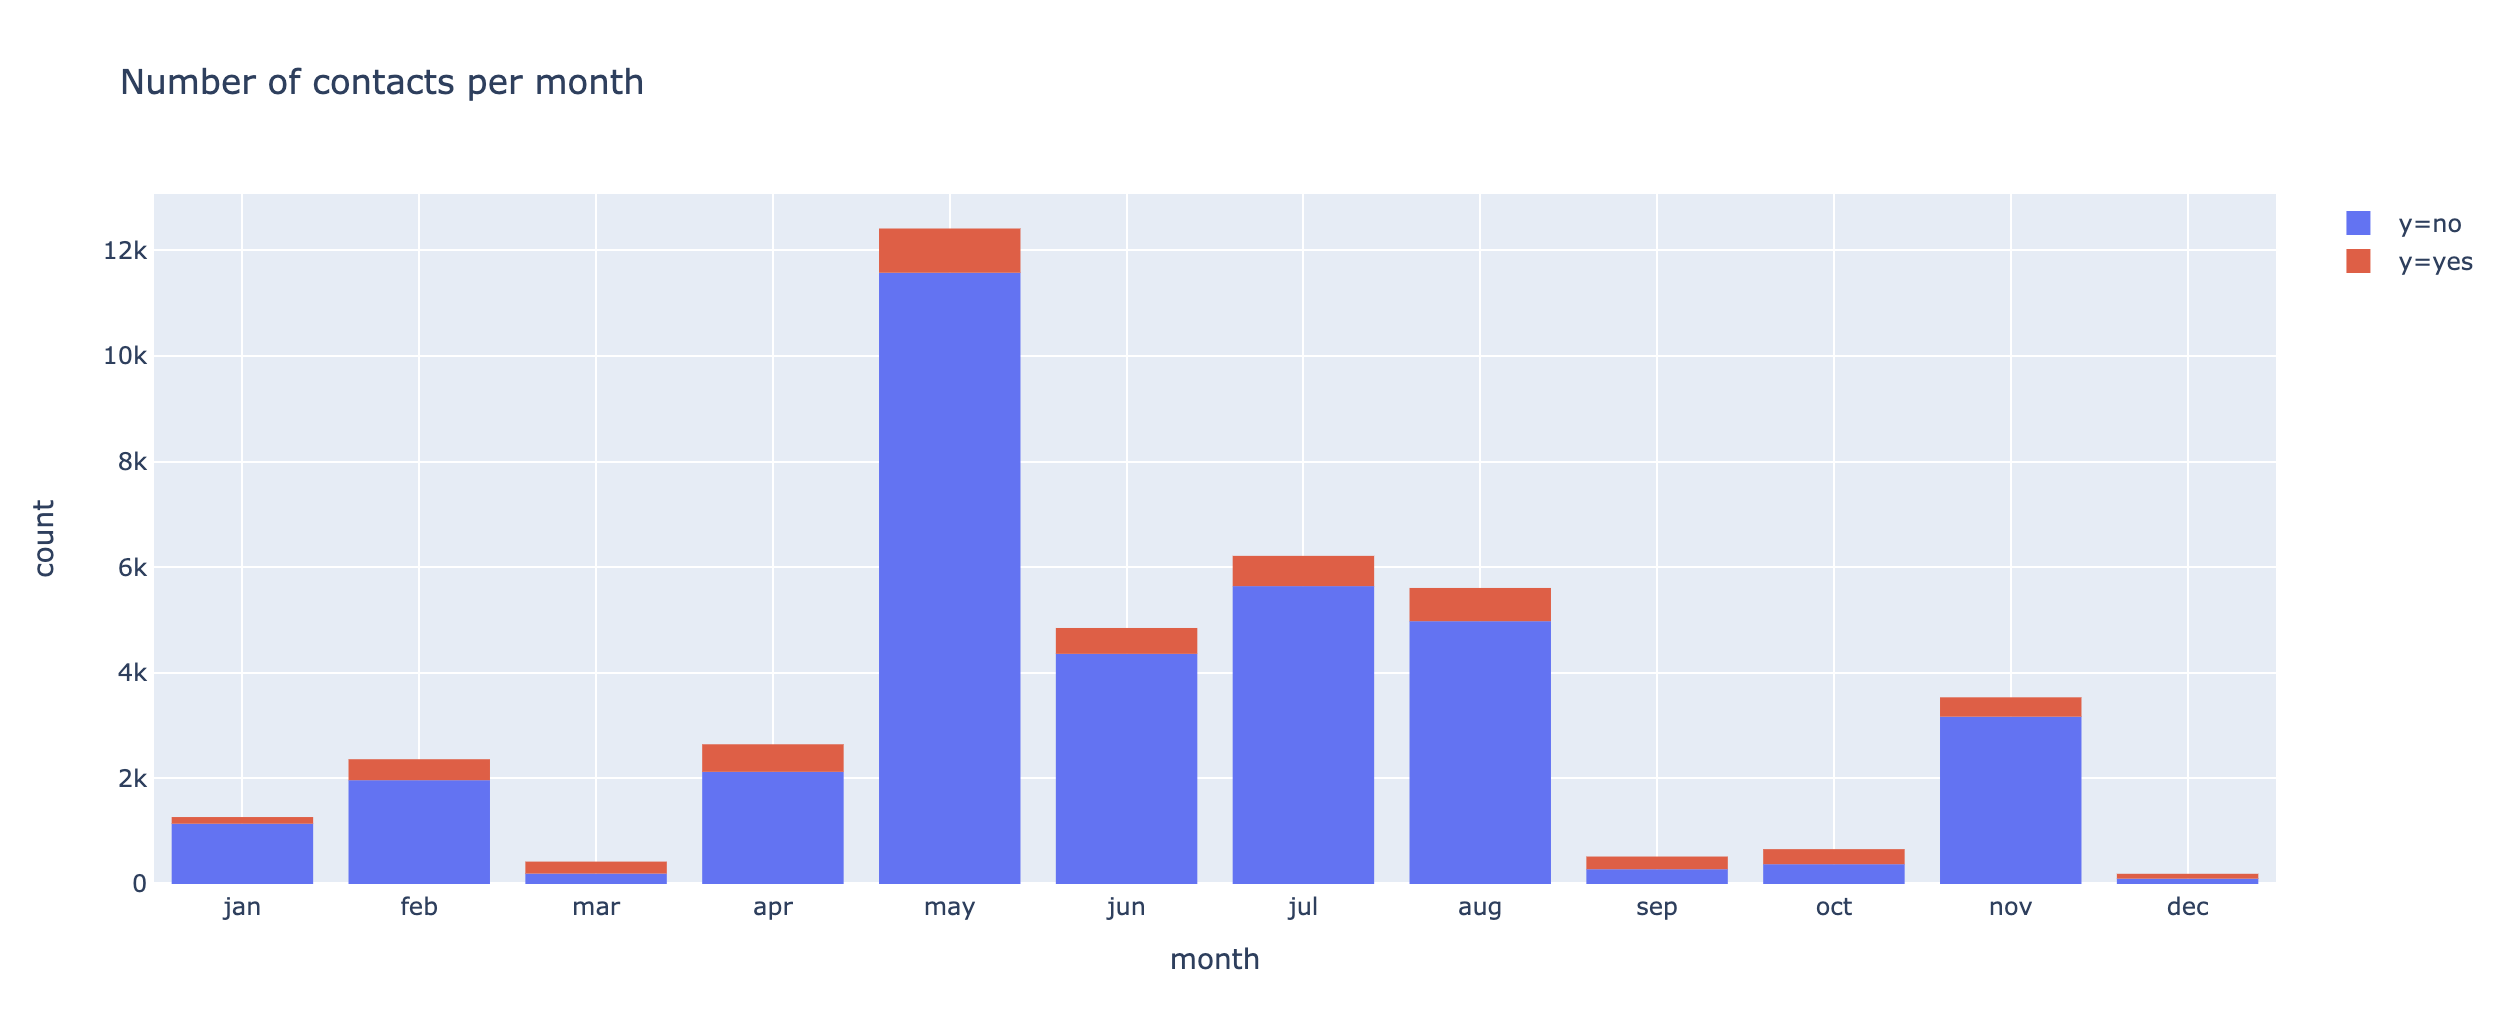 Number of contacts per month
y=no
y=yes
12k
10k
8k
6k
4k
2k
0
count
jan feb mar apr may jun jul aug sep oct nov dec
month